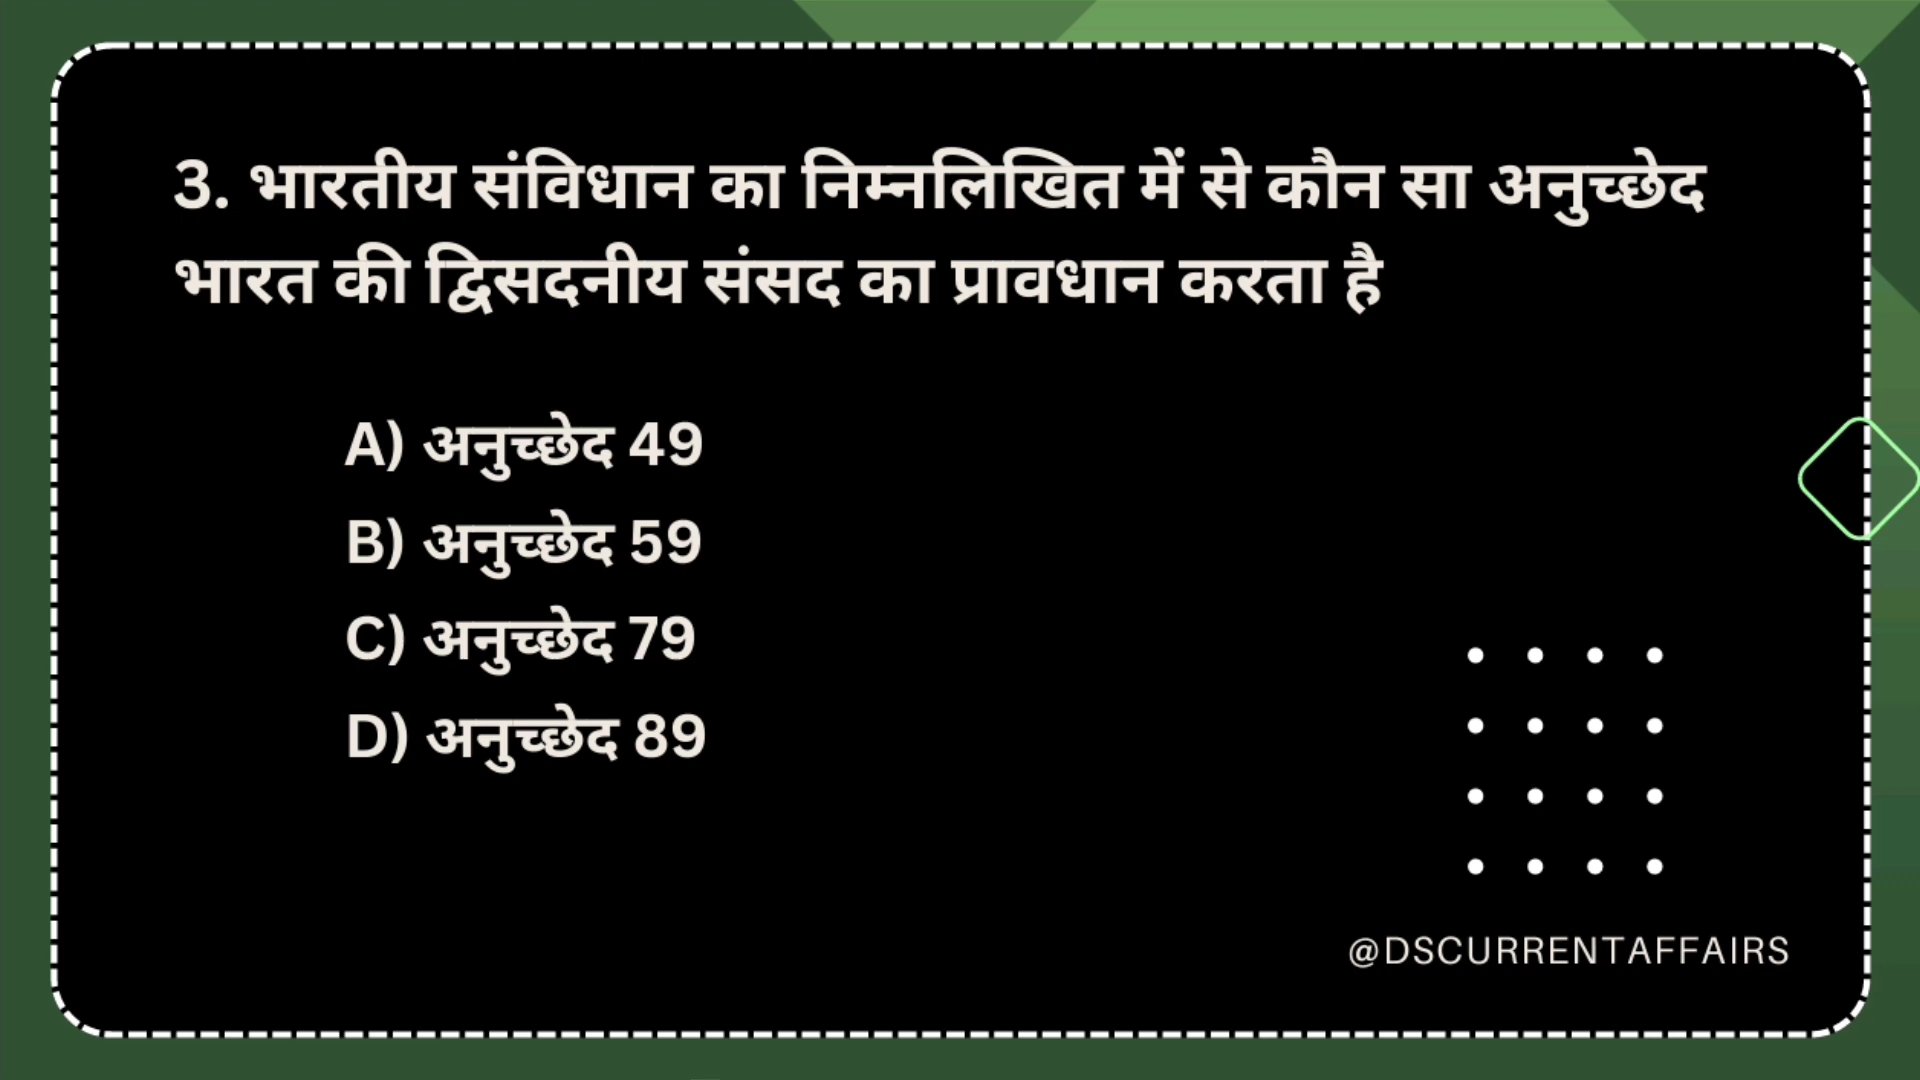 3. भारतीय संविधान का निम्नलिखित में से कौन सा अनुच्छेद
भारत की द्विसदनीय संसद का प्रावधान करता है
A) अनुच्छेद 49
B) अनुच्छेद 59
C) अनुच्छेद 79
D) अनुच्छेद 89
@DSCURRENTAFFAIRS